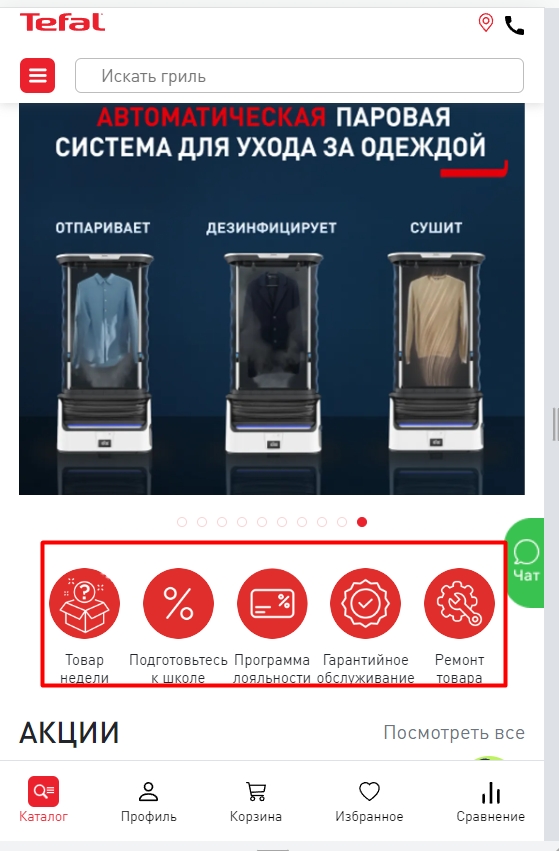 Tefal
Искать гриль
АВТОМАТИЧЕСКАЯ ПАРОВАЯ
СИСТЕМА ДЛЯ УХОДА ЗА ОДЕЖДОЙ
ОТПАРИВАЕТ ДЕЗИНФИЦИРУЕТ СУШИТ
Чат
Товар недели
Подготовьтесь к школе
Программа лояльности
Гарантийное обслуживание
Ремонт товара
АКЦИИ Посмотреть все
Каталог Профиль Корзина Избранное Сравнение